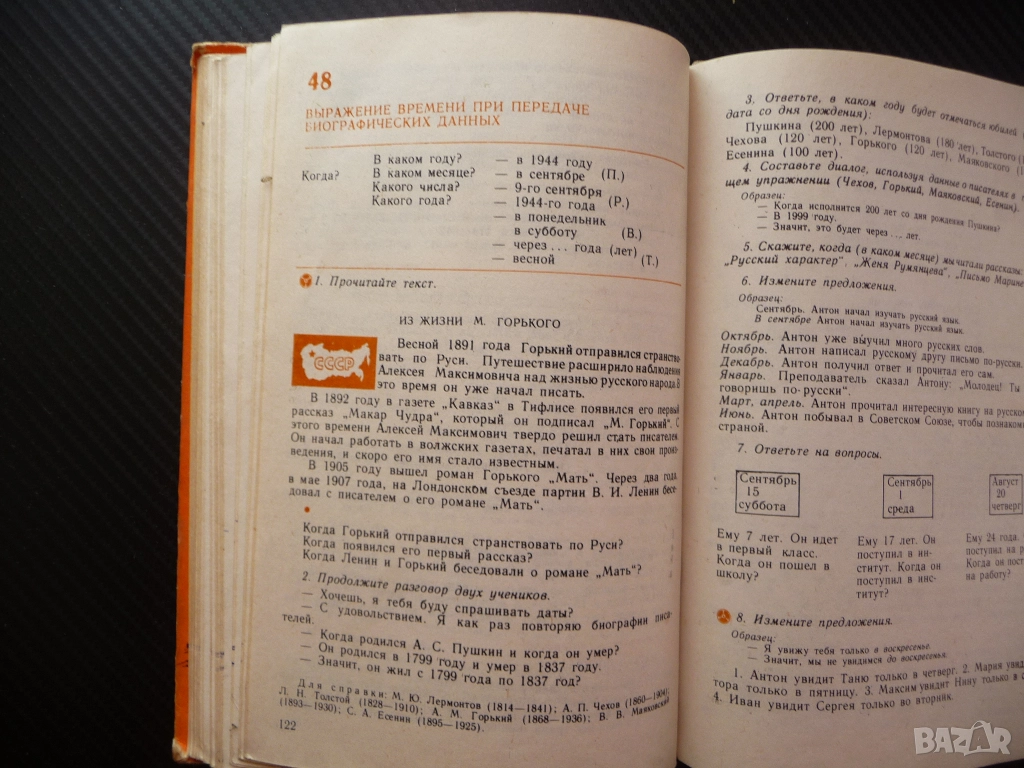 48
ВЫРАЖЕНИЕ ВРЕМЕНИ ПРИ ПЕРЕДАЧЕ
БИОГРАФИЧЕСКИХ ДАННЫХ
В каком году? — в 1944 году
Когда? В каком месяце? — в сентябре (П.)
Какого числа? — 9-го сентября
Какого года? — 1944-го года (Р.)
— в понедельник
в субботу (В.)
— через ... года (лет)
— весной (Т.)
1. Прочитайте текст.
ИЗ ЖИЗНИ М. ГОРЬКОГО
СССР
Весной 1891 года Горький отправился странство-
вать по Руси. Путешествие расширило наблюдения
Алексея Максимовича над жизнью русского народа. В
это время он уже начал писать.
В 1892 году в газете „Кавказ" в Тифлисе появился его первый
рассказ „Макар Чудра", который он подписал „М. Горький". С
этого времени Алексей Максимович твердо решил стать писателем.
Он начал работать в волжских газетах, печатал в них свои произ-
ведения, и скоро его имя стало известным.
В 1905 году вышел роман Горького „Мать". Через два года,
в мае 1907 года, на Лондонском съезде партии В. И. Ленин бесе-
довал с писателем о его романе „Мать".
Когда Горький отправился странствовать по Руси?
Когда появился его первый рассказ?
Когда Ленин и Горький беседовали о романе „Мать"?
2. Продолжите разговор двух учеников.
— Хочешь, я тебя буду спрашивать даты?
— С удовольствием. Я как раз повторяю биографии писа-
телей.
— Когда родился А. С. Пушкин и когда он умер?
— Он родился в 1799 году и умер в 1837 году.
— Значит, он жил с 1799 года по 1837 год?
Для справки: М. Ю. Лермонтов (1814—1841), А. П. Чехов (1860—1904),
Л. Н. Толстой (1828—1910), А. М. Горький (1868—1936), В. В. Маяковский
(1893—1930), С. А. Есенин (1895—1925).
122
3. Ответьте, в каком году будет отмечаться юбилей
дата со дня рождения):
Пушкина (200 лет), Лермонтова (180 лет), Толстого
Чехова (120 лет), Горького (120 лет), Маяковского
Есенина (100 лет).
4. Составьте диалог, используя данные о писателях в
щем упражнении (Чехов, Горький, Маяковский, Есенин).
Образец:
— Когда исполнится 200 лет со дня рождения Пушкина?
— В 1999 году.
— Значит, это будет через ... лет.
5. Скажите, когда (в каком месяце) мы читали рассказы:
„Русский характер", „Женя Румянцева", „Письмо Марине
6. Измените предложения.
Образец:
Сентябрь. Антон начал изучать русский язык.
В сентябре Антон начал изучать русский язык.
Октябрь. Антон уже выучил много русских слов.
Ноябрь. Антон написал русскому другу письмо по-русски.
Декабрь. Антон получил ответ и прочитал его сам.
Январь. Преподаватель сказал Антону: „Молодец! Ты
говоришь по-русски".
Март, апрель. Антон прочитал интересную книгу на русском
Июнь. Антон побывал в Советском Союзе, чтобы познакоми
страной.
7. Ответьте на вопросы.
Сентябрь
15
суббота
Сентябрь
1
среда
Август
20
четверг
Ему 7 лет. Он идет
в первый класс.
Когда он пошел в
школу?
Ему 17 лет. Он
поступил в ин-
ститут. Когда он
поступил в инс-
титут?
Ему 24 года.
поступил на р
Когда он пост
на работу?
8. Измените предложения.
Образец:
— Я увижу тебя только в воскресенье.
— Значит, мы не увидимся до воскресенья.
1. Антон увидит Таню только в четверг. 2. Мария увид
тора только в пятницу. 3. Максим увидит Нину только в с
4. Иван увидит Сергея только во вторник.
BAZAR